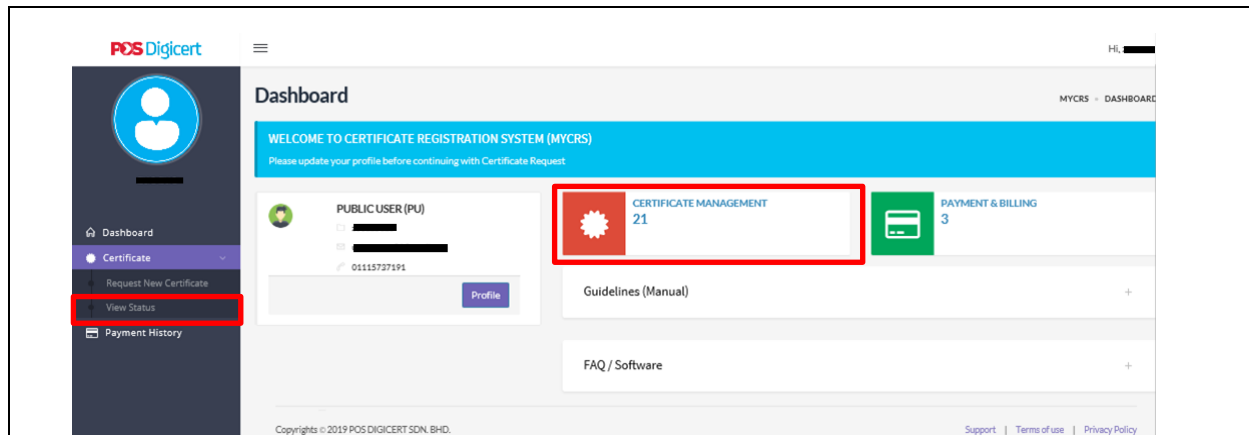 POS Digicert
Hi,
Dashboard
MYCRS - DASHBOARD
WELCOME TO CERTIFICATE REGISTRATION SYSTEM (MYCRS)
Please update your profile before continuing with Certificate Request
PUBLIC USER (PU)
01115737191
Profile
CERTIFICATE MANAGEMENT
21
PAYMENT & BILLING
3
Dashboard
Certificate
Request New Certificate
View Status
Payment History
Guidelines (Manual)
FAQ / Software
Copyrights © 2019 POS DIGICERT SDN. BHD.
Support | Terms of use | Privacy Policy